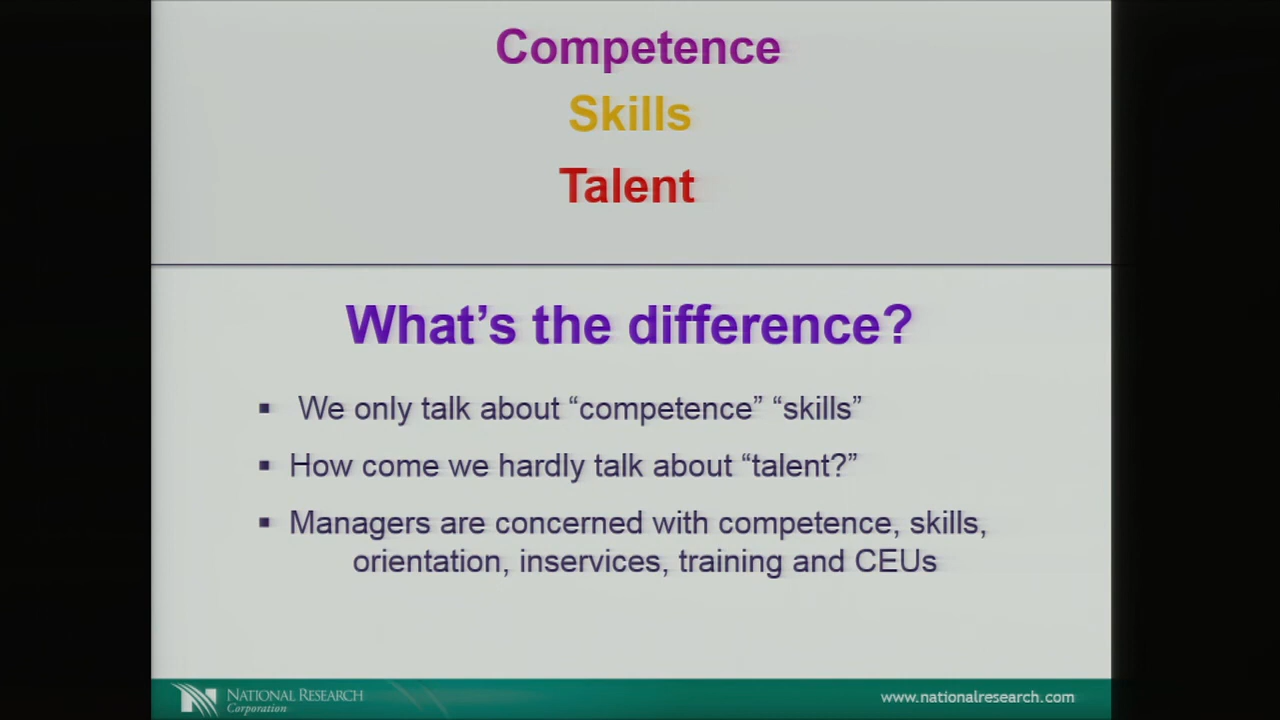 Competence
Skills
Talent
What’s the difference?
▪ We only talk about “competence” “skills”
▪ How come we hardly talk about “talent?”
▪ Managers are concerned with competence, skills,
orientation, inservices, training and CEUs
NATIONAL RESEARCH
Corporation
www.nationalresearch.com